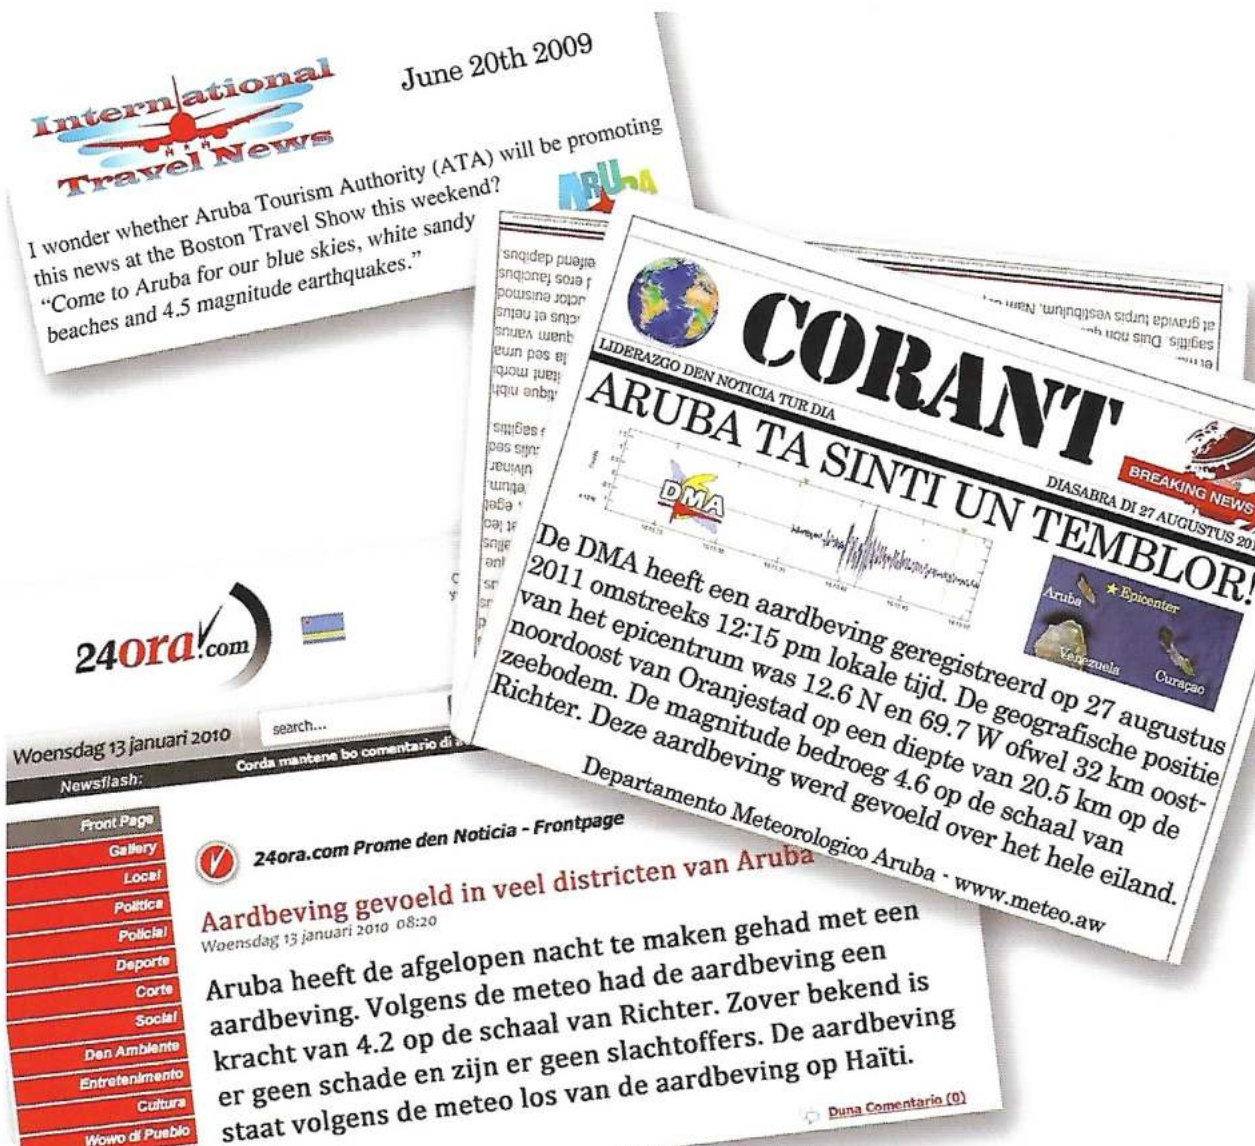 International
Travel News
June 20th 2009
I wonder whether Aruba Tourism Authority (ATA) will be promoting
this news at the Boston Travel Show this weekend?
“Come to Aruba for our blue skies, white sandy
beaches and 4.5 magnitude earthquakes.”
ARUBA
CORANT
LIDERAZGO DEN NOTICIA TUR DIA
BREAKING NEWS
DIASABRA DI 27 AUGUSTUS
ARUBA TA SINTI UN TEMBLOR!
DMA
Aruba
Epicenter
Venezuela
Curaçao
De DMA heeft een aardbeving geregistreerd op 27 augustus
2011 omstreeks 12:15 pm lokale tijd. De geografische positie
van het epicentrum was 12.6 N en 69.7 W ofwel 32 km oost-
noordoost van Oranjestad op een diepte van 20.5 km op de
zeebodem. De magnitude bedroeg 4.6 op de schaal van
Richter. Deze aardbeving werd gevoeld over het hele eiland.
Departamento Meteorologico Aruba - www.meteo.aw
24ora.com
Woensdag 13 januari 2010
search...
Newsflash:
Corda mantene bo comentario di
Front Page
Gallery
Local
Politica
Policial
Deporte
Corte
Social
Den Ambiente
Entretenimento
Cultura
Wowo di Pueblo
24ora.com Prome den Noticia - Frontpage
Aardbeving gevoeld in veel districten van Aruba
Woensdag 13 januari 2010 08:20
Aruba heeft de afgelopen nacht te maken gehad met een
aardbeving. Volgens de meteo had de aardbeving een
kracht van 4.2 op de schaal van Richter. Zover bekend is
er geen schade en zijn er geen slachtoffers. De aardbeving
staat volgens de meteo los van de aardbeving op Haïti.
Duna Comentario (0)